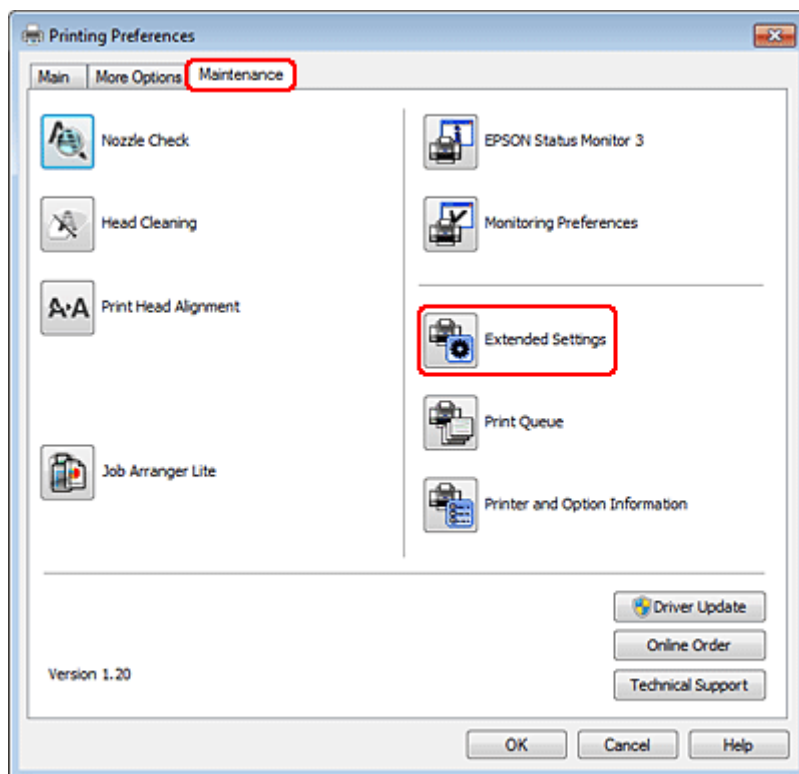 Printing Preferences
Main
More Options
Maintenance
Nozzle Check
Head Cleaning
A·A
Print Head Alignment
Job Arranger Lite
EPSON Status Monitor 3
Monitoring Preferences
Extended Settings
Print Queue
Printer and Option Information
Version 1.20
Driver Update
Online Order
Technical Support
OK
Cancel
Help